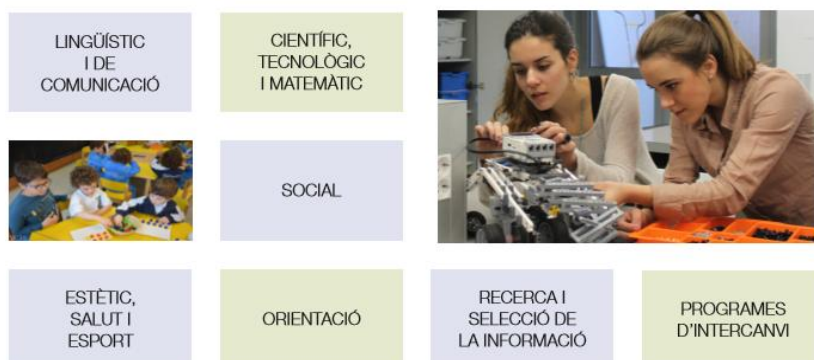 LINGÜÍSTIC
I DE
COMUNICACIÓ
CIENTÍFIC,
TECNOLÒGIC
I MATEMÀTIC
SOCIAL
ESTÈTIC,
SALUT I
ESPORT
ORIENTACIÓ
RECERCA I
SELECCIÓ DE
LA INFORMACIÓ
PROGRAMES
D'INTERCANVI